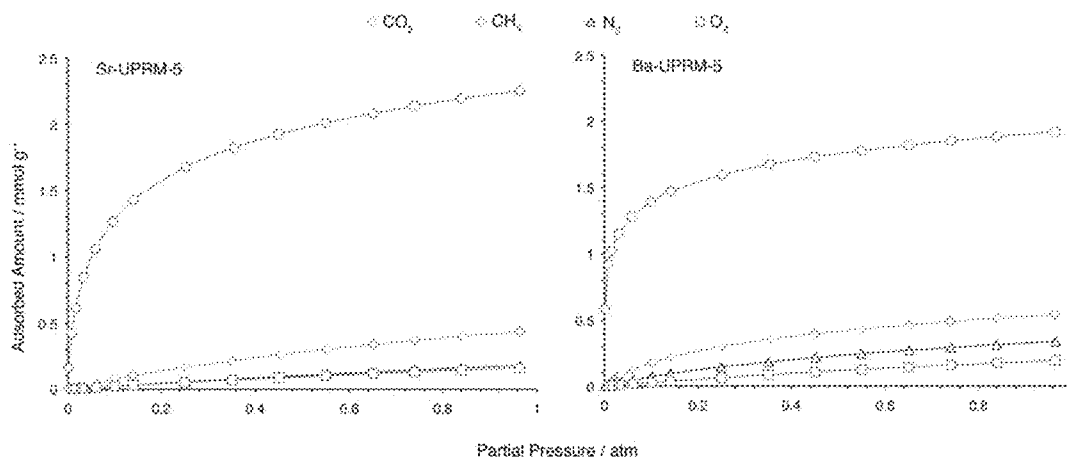 CO₂ CH₄ N₂ O₂
Sr-UPRM-5
Ba-UPRM-5
2.5
2
1.5
1
0.5
0
0 0.2 0.4 0.6 0.8 1
2.5
2
1.5
1
0.5
0
0 0.2 0.4 0.6 0.8
Adsorbed Amount / mmol g⁻¹
Partial Pressure / atm